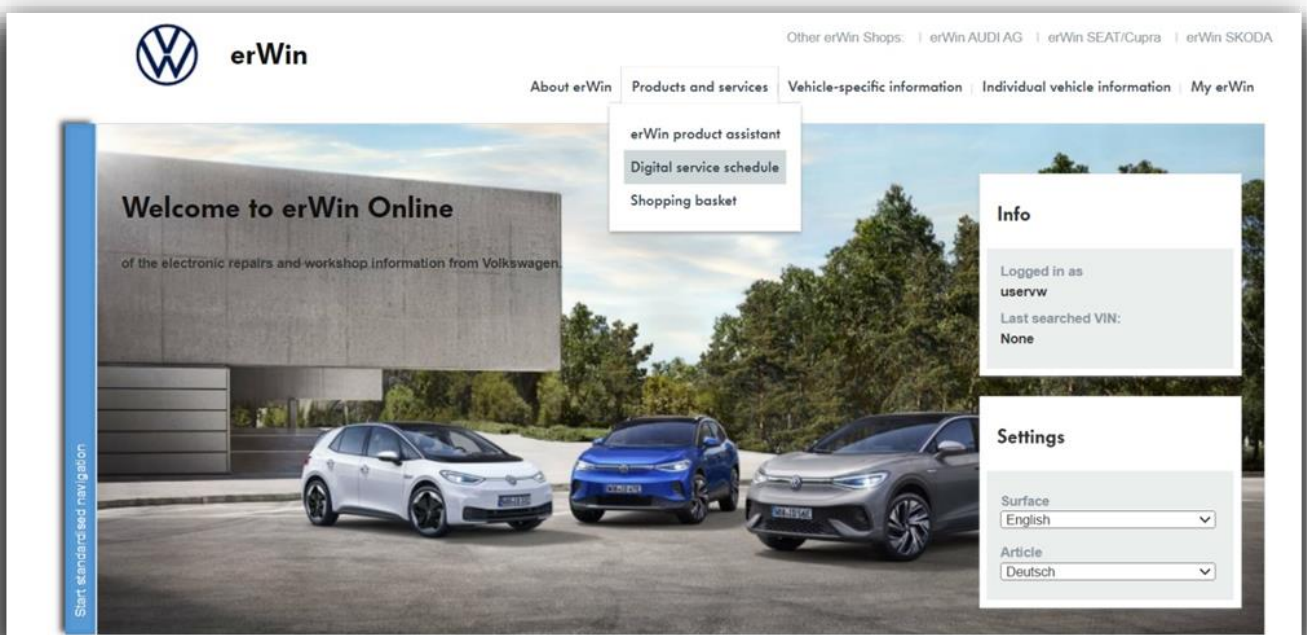 Other erWin Shops: | erWin AUDI AG | erWin SEAT/Cupra | erWin SKODA
erWin
About erWin | Products and services | Vehicle-specific information | Individual vehicle information | My erWin
erWin product assistant
Digital service schedule
Shopping basket
Welcome to erWin Online
of the electronic repairs and workshop information from Volkswagen.
Info
Logged in as
uservw
Last searched VIN:
None
Settings
Surface
English
Article
Deutsch
Start standardised navigation